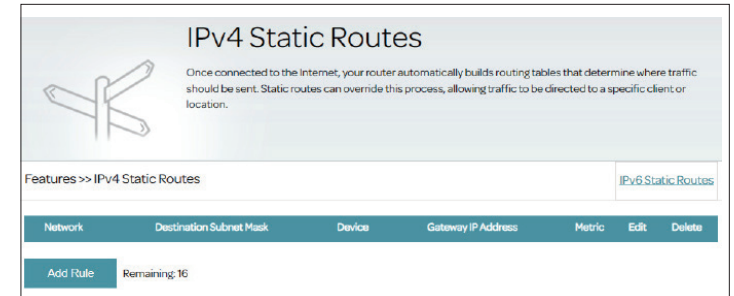 IPv4 Static Routes
Once connected to the Internet, your router automatically builds routing tables that determine where traffic
should be sent. Static routes can override this process, allowing traffic to be directed to a specific client or
location.
Features >> IPv4 Static Routes
IPv6 Static Routes
Network Destination Subnet Mask Device Gateway IP Address Metric Edit Delete
Add Rule Remaining: 16